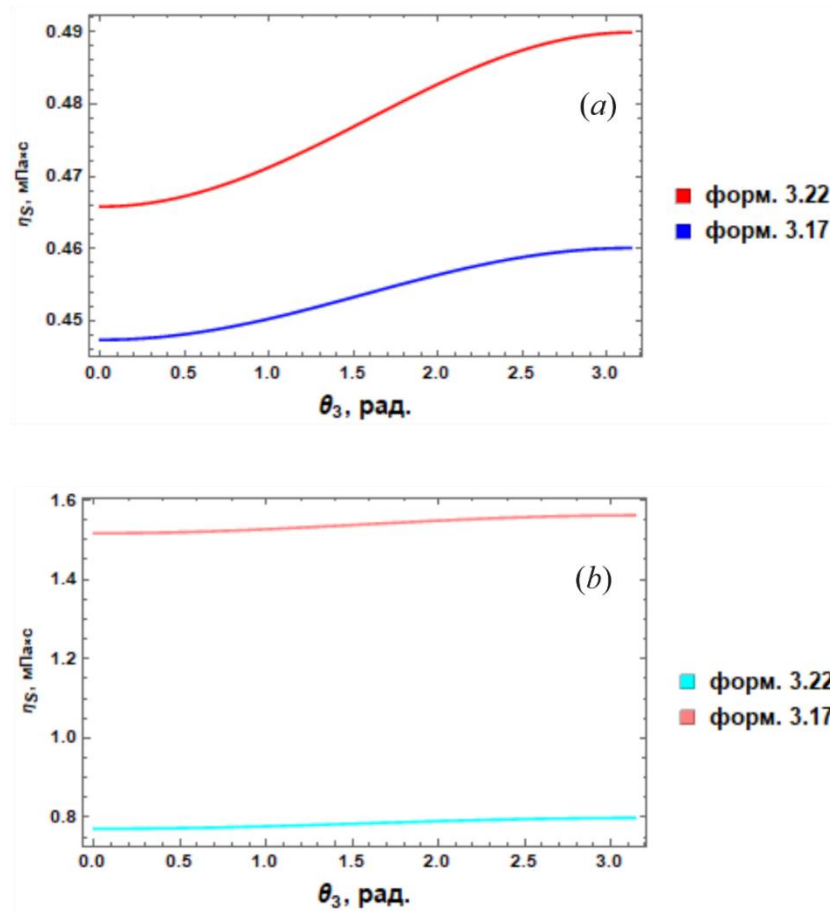 0.49
0.48
0.47
0.46
0.45
ηS, мПа×с
(a)
форм. 3.22
форм. 3.17
0.0 0.5 1.0 1.5 2.0 2.5 3.0
θ3, рад.
1.6
1.4
1.2
1.0
0.8
ηS, мПа×с
(b)
форм. 3.22
форм. 3.17
0.0 0.5 1.0 1.5 2.0 2.5 3.0
θ3, рад.